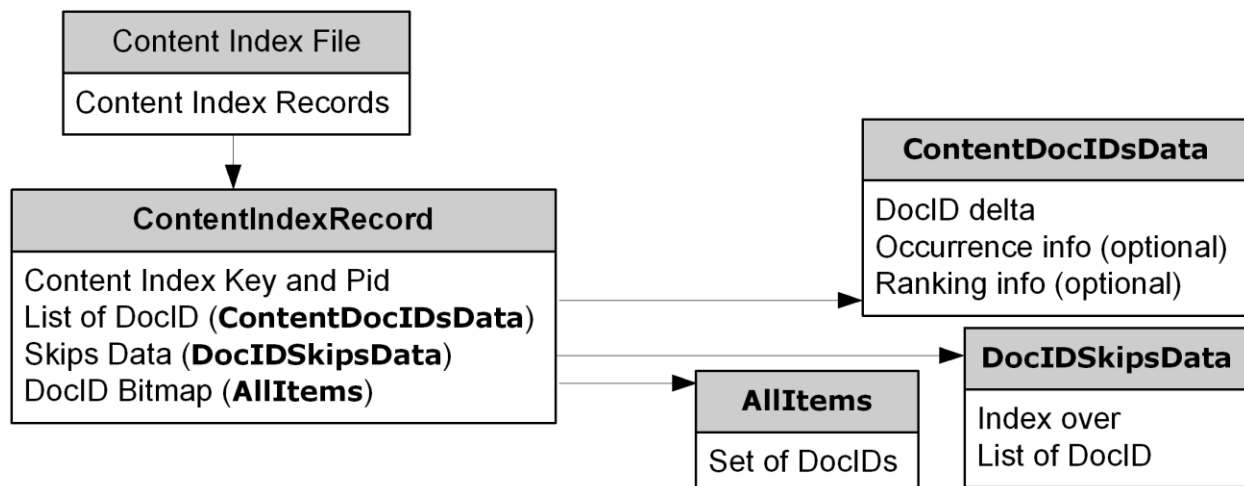 Content Index File
Content Index Records
ContentIndexRecord
Content Index Key and Pid
List of DocID (ContentDocIDsData)
Skips Data (DocIDSkipsData)
DocID Bitmap (AllItems)
ContentDocIDsData
DocID delta
Occurrence info (optional)
Ranking info (optional)
DocIDSkipsData
Index over
List of DocID
AllItems
Set of DocIDs